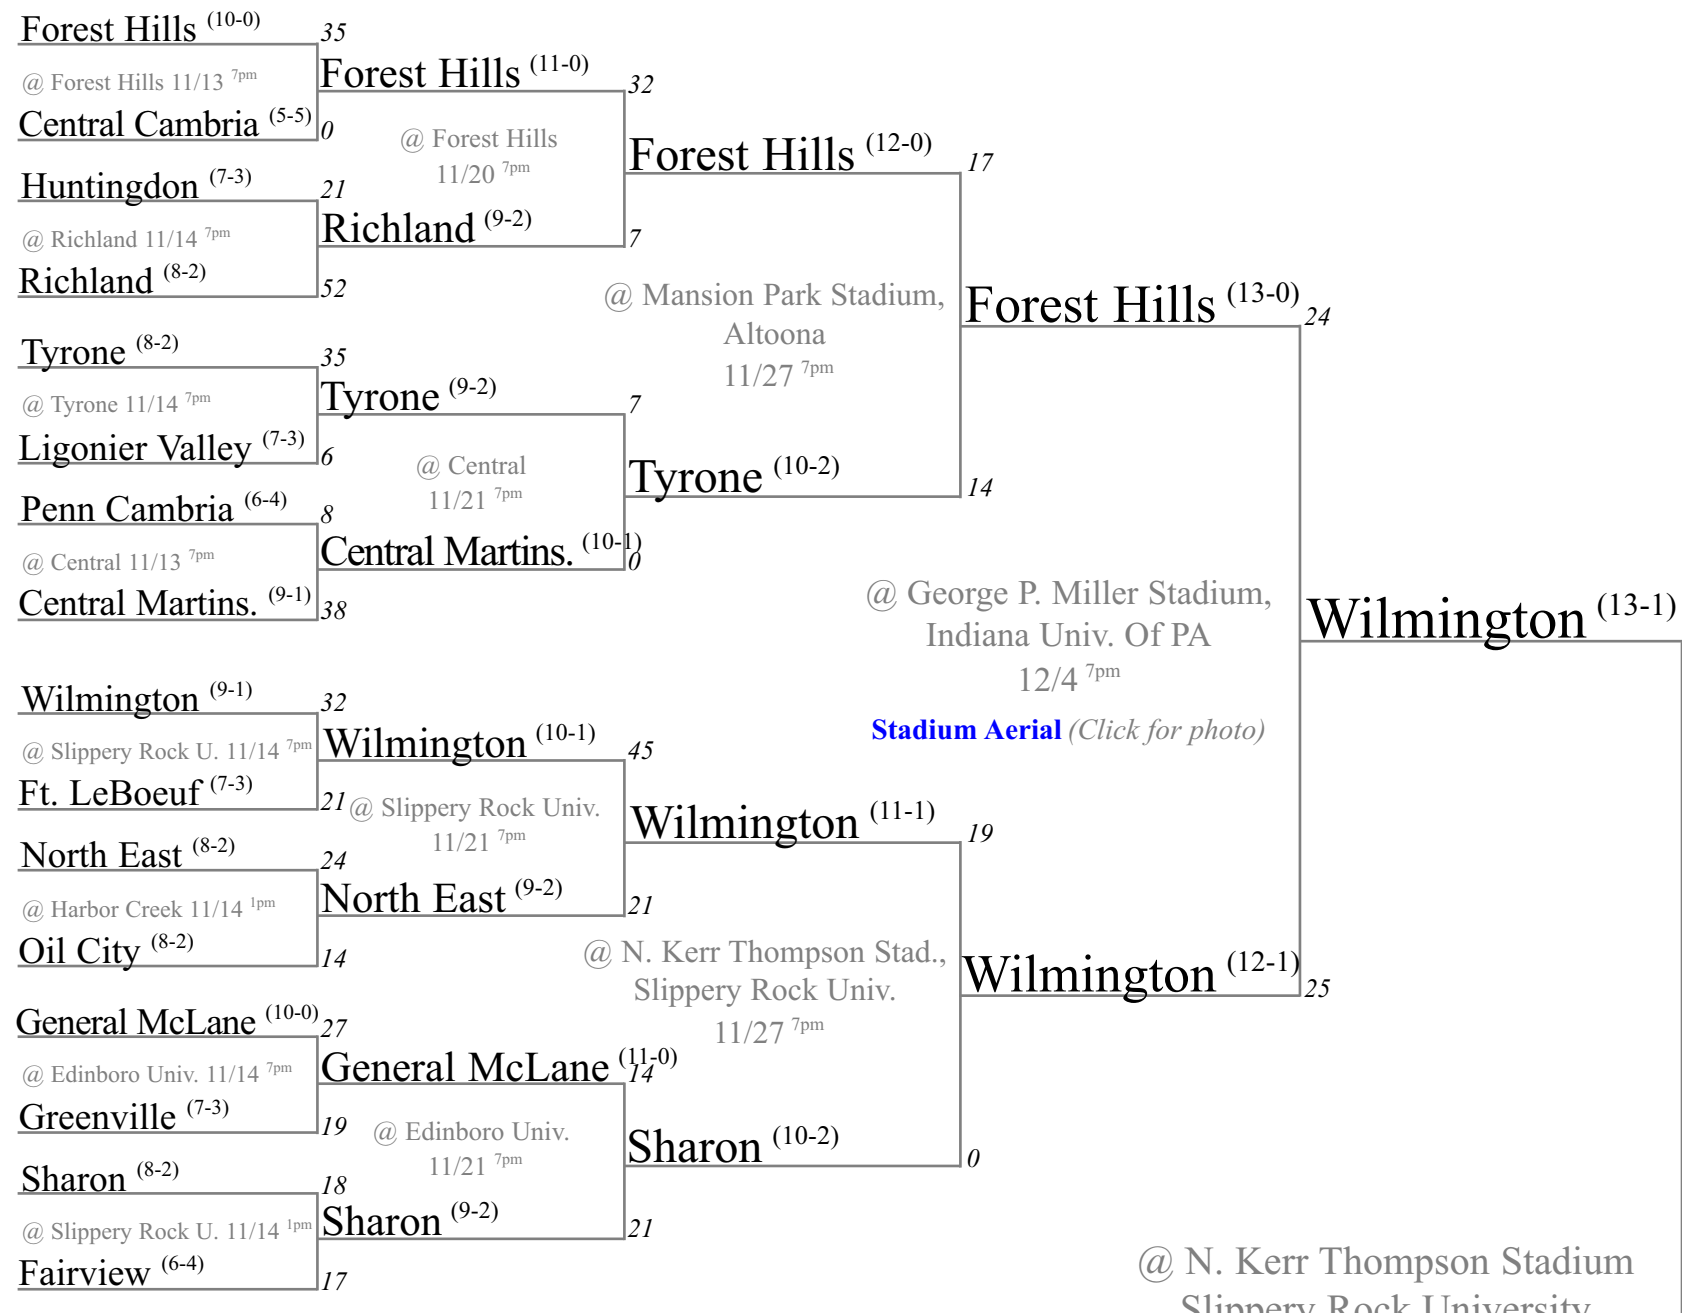 Forest Hills (10-0) 35
@ Forest Hills 11/13 7pm
Central Cambria (5-5) 0
Huntingdon (7-3) 21
@ Richland 11/14 7pm
Richland (8-2) 52
Tyrone (8-2) 35
@ Tyrone 11/14 7pm
Ligonier Valley (7-3) 6
Penn Cambria (6-4) 8
@ Central 11/13 7pm
Central Martins. (9-1) 38
Wilmington (9-1) 32
@ Slippery Rock U. 11/14 7pm
Ft. LeBoeuf (7-3) 21
North East (8-2) 24
@ Harbor Creek 11/14 1pm
Oil City (8-2) 14
General McLane (10-0) 27
@ Edinboro Univ. 11/14 7pm
Greenville (7-3) 19
Sharon (8-2) 18
@ Slippery Rock U. 11/14 1pm
Fairview (6-4) 17
Forest Hills (11-0) 32
@ Forest Hills
11/20 7pm
Richland (9-2) 7
Tyrone (9-2) 7
@ Central
11/21 7pm
Central Martins. (10-1) 0
Wilmington (10-1) 45
@ Slippery Rock Univ.
11/21 7pm
North East (9-2) 21
General McLane (11-0) 14
@ Edinboro Univ.
11/21 7pm
Sharon (9-2) 21
Forest Hills (12-0) 17
@ Mansion Park Stadium,
Altoona
11/27 7pm
Tyrone (10-2) 14
Wilmington (11-1) 19
@ N. Kerr Thompson Stad.,
Slippery Rock Univ.
11/27 7pm
Sharon (10-2) 0
Forest Hills (13-0) 24
@ George P. Miller Stadium,
Indiana Univ. Of PA
12/4 7pm
Stadium Aerial (Click for photo)
Wilmington (12-1) 25
Wilmington (13-1)
@ N. Kerr Thompson Stadium
Slippery Rock University